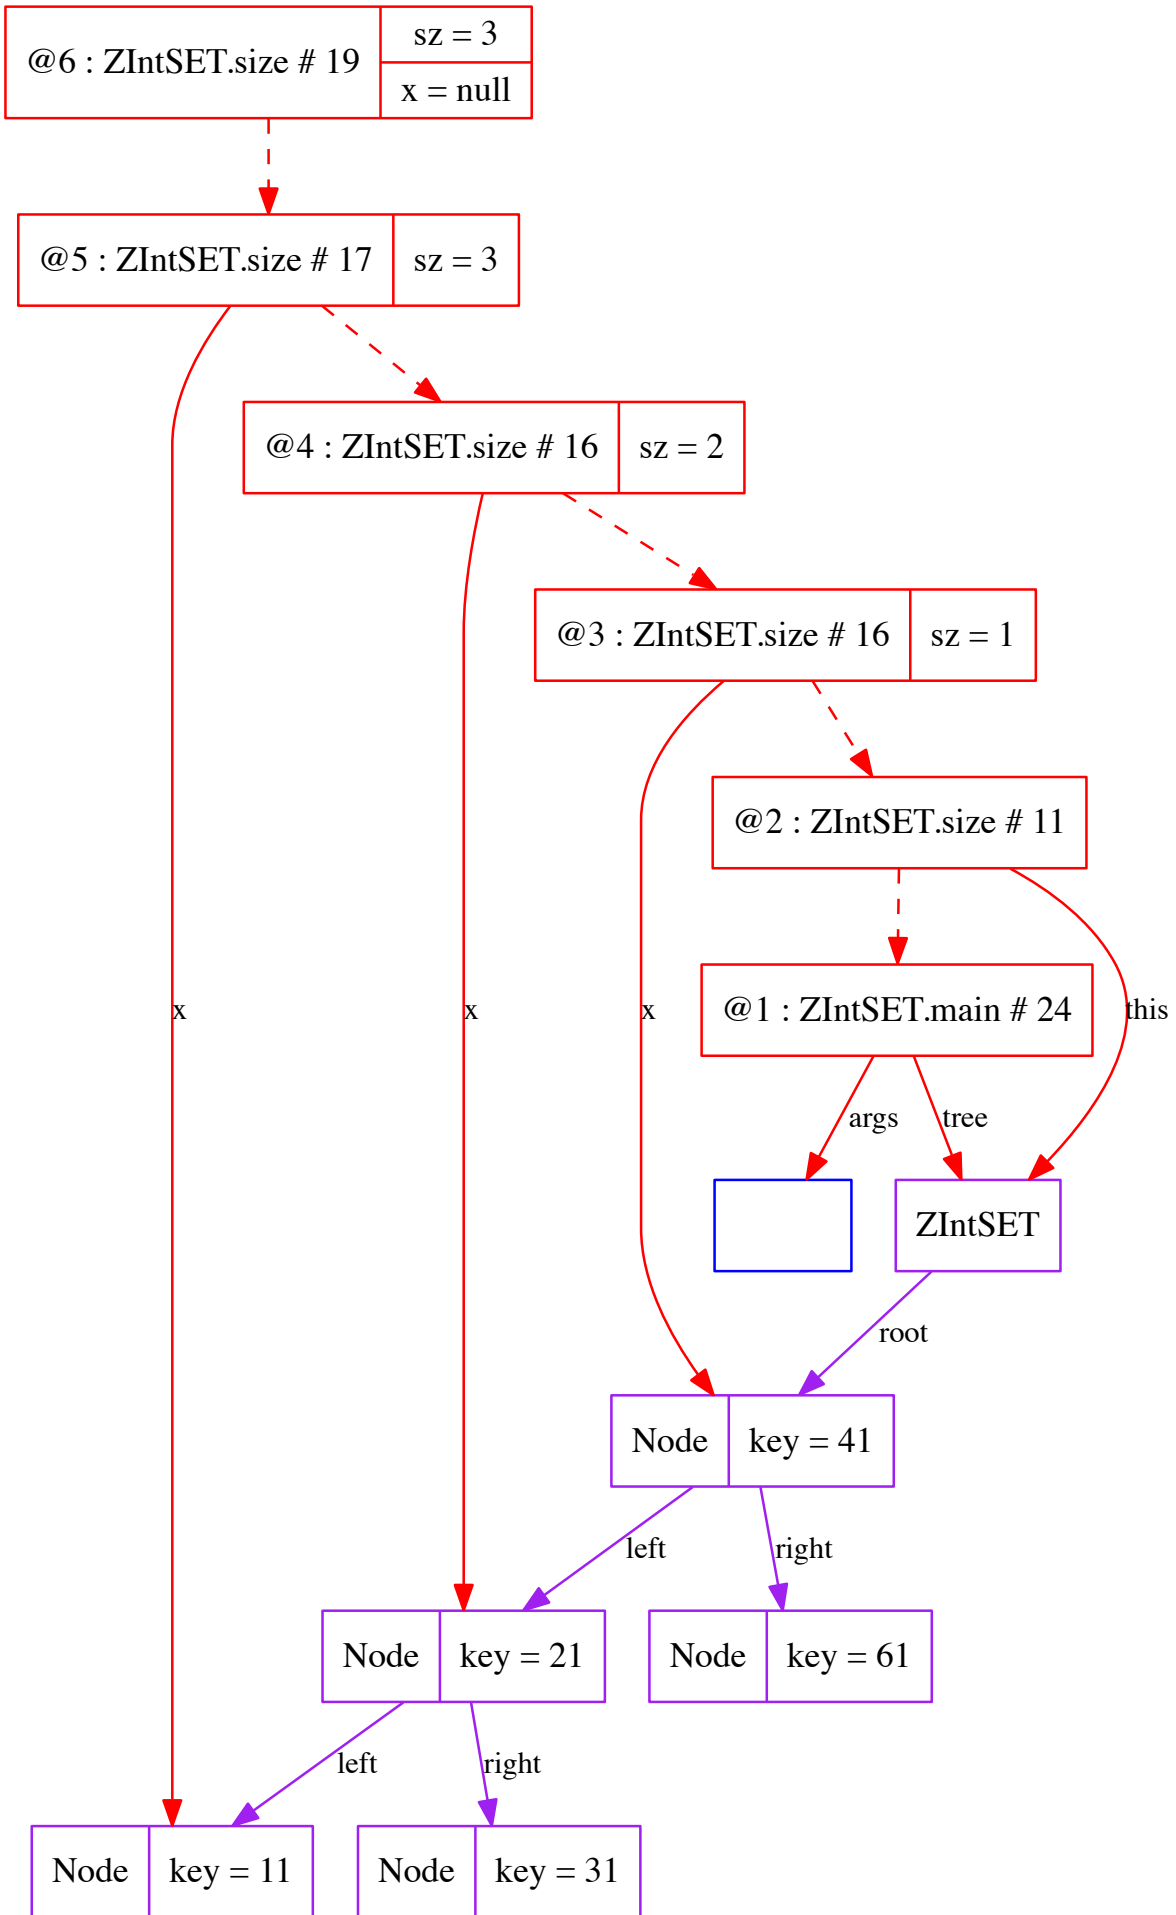 @6 : ZIntSET.size # 19
sz = 3
x = null
@5 : ZIntSET.size # 17
sz = 3
@4 : ZIntSET.size # 16
sz = 2
@3 : ZIntSET.size # 16
sz = 1
@2 : ZIntSET.size # 11
x
x
x
@1 : ZIntSET.main # 24
this
args
tree
ZIntSET
root
Node
key = 41
left
right
Node
key = 21
Node
key = 61
left
right
Node
key = 11
Node
key = 31